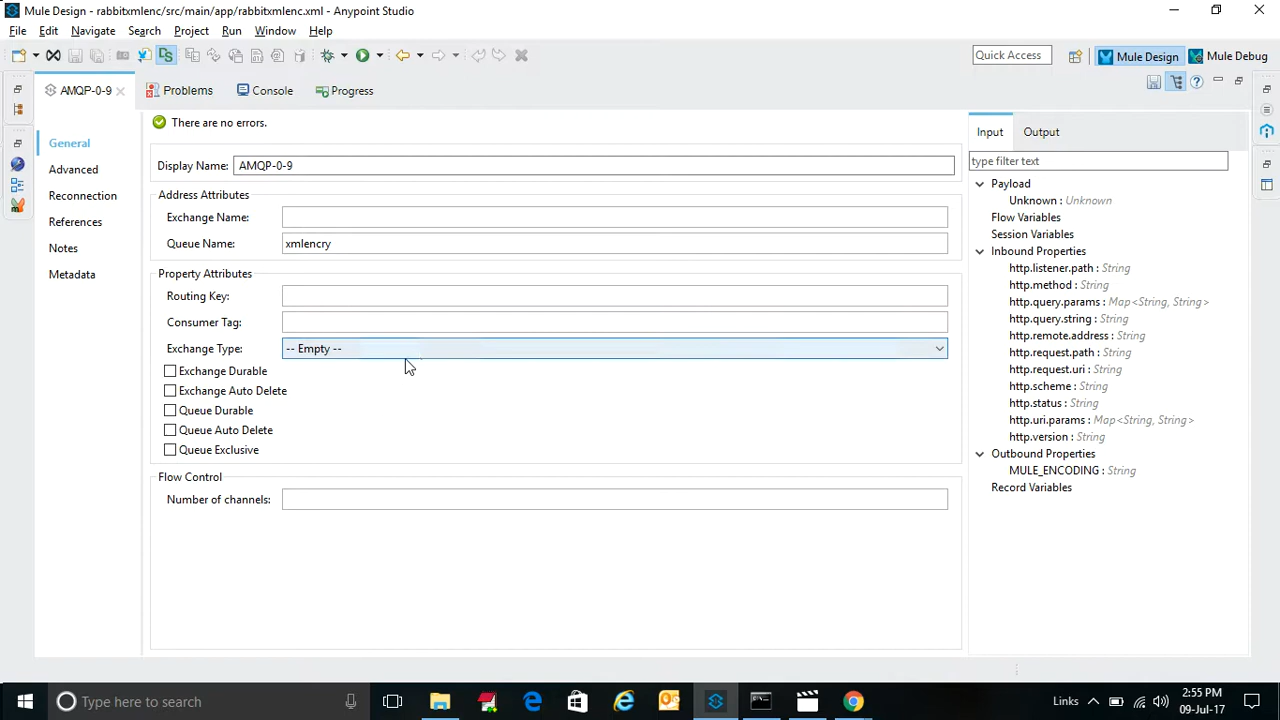 Mule Design - rabbitxmlenc/src/main/app/rabbitxmlenc.xml - Anypoint Studio
File Edit Navigate Search Project Run Window Help
Quick Access
Mule Design
Mule Debug
AMQP-0-9
Problems
Console
Progress
General
Advanced
Reconnection
References
Notes
Metadata
There are no errors.
Display Name: AMQP-0-9
Address Attributes
Exchange Name:
Queue Name: xmlencry
Property Attributes
Routing Key:
Consumer Tag:
Exchange Type: -- Empty --
Exchange Durable
Exchange Auto Delete
Queue Durable
Queue Auto Delete
Queue Exclusive
Flow Control
Number of channels:
Input Output
type filter text
Payload
Unknown : Unknown
Flow Variables
Session Variables
Inbound Properties
http.listener.path : String
http.method : String
http.query.params : Map<String, String>
http.query.string : String
http.remote.address : String
http.request.path : String
http.request.uri : String
http.scheme : String
http.status : String
http.uri.params : Map<String, String>
http.version : String
Outbound Properties
MULE_ENCODING : String
Record Variables
Type here to search
Links
2:55 PM
09-Jul-17